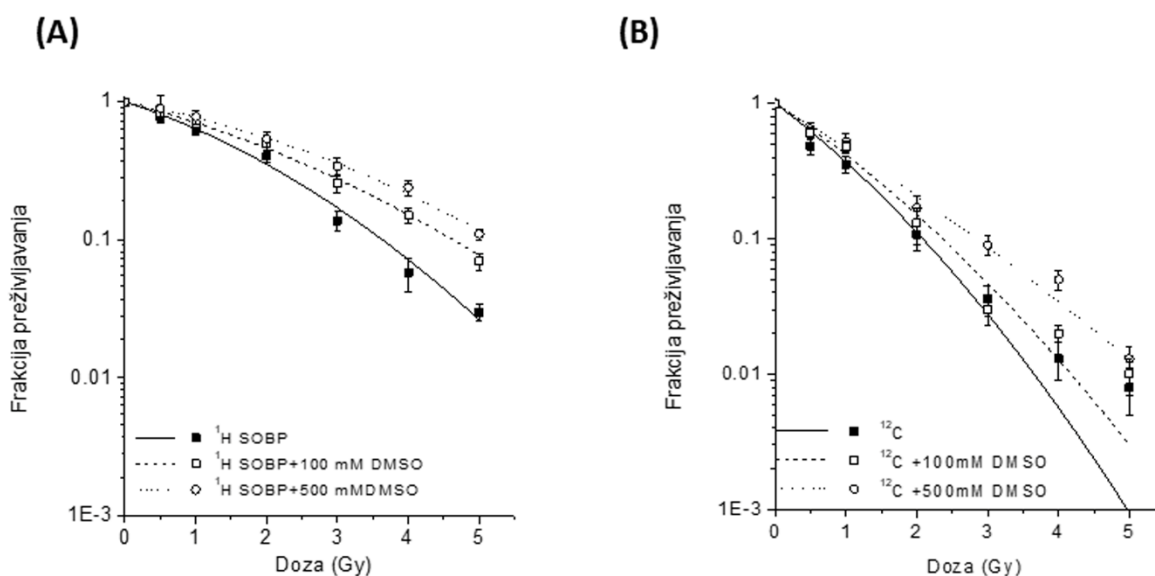 (A)
Frakcija preživljavanja
1
0.1
0.01
1E-3
¹H SOBP
¹H SOBP+100 mM DMSO
¹H SOBP+500 mMDMSO
0 1 2 3 4 5
Doza (Gy)
(B)
Frakcija preživljavanja
1
0.1
0.01
1E-3
¹²C
¹²C +100mM DMSO
¹²C +500mM DMSO
0 1 2 3 4 5
Doza (Gy)